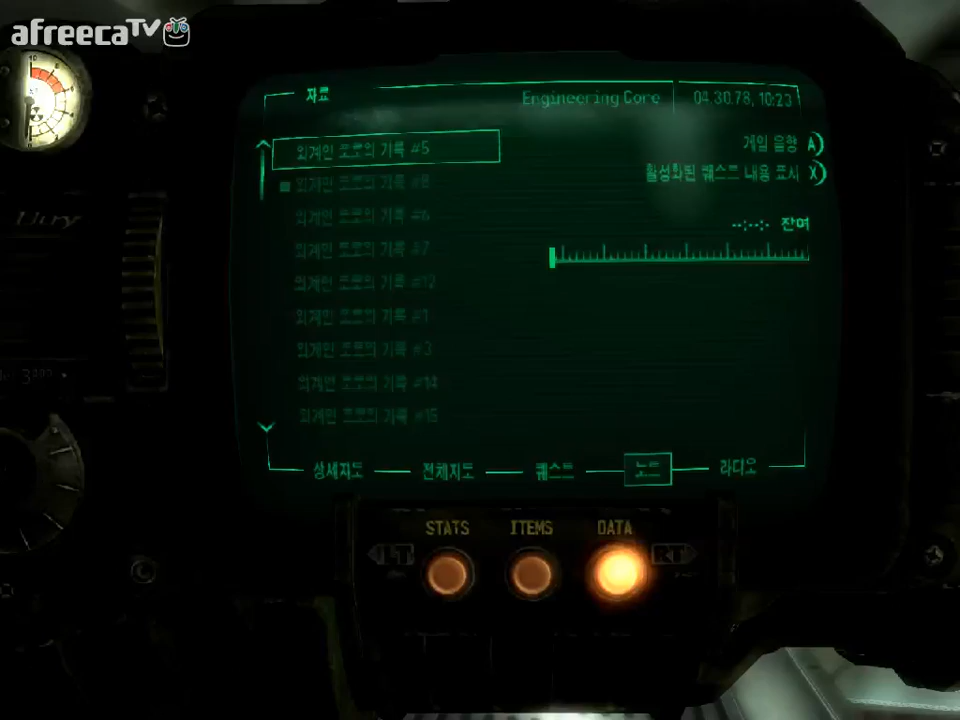 afreecaTV
자료
Engineering Core
04.30.78, 10:23
외계인 포로의 기록 #5
게임 음향 A)
외계인 포로의 기록 #8
활성화된 퀘스트 내용 표시 X)
외계인 포로의 기록 #6
--:--:- 잔여
외계인 포로의 기록 #7
외계인 포로의 기록 #12
외계인 포로의 기록 #1
외계인 포로의 기록 #3
외계인 포로의 기록 #14
외계인 포로의 기록 #15
상세지도 전체지도 퀘스트 노트 라디오
STATS ITEMS DATA
LT RT